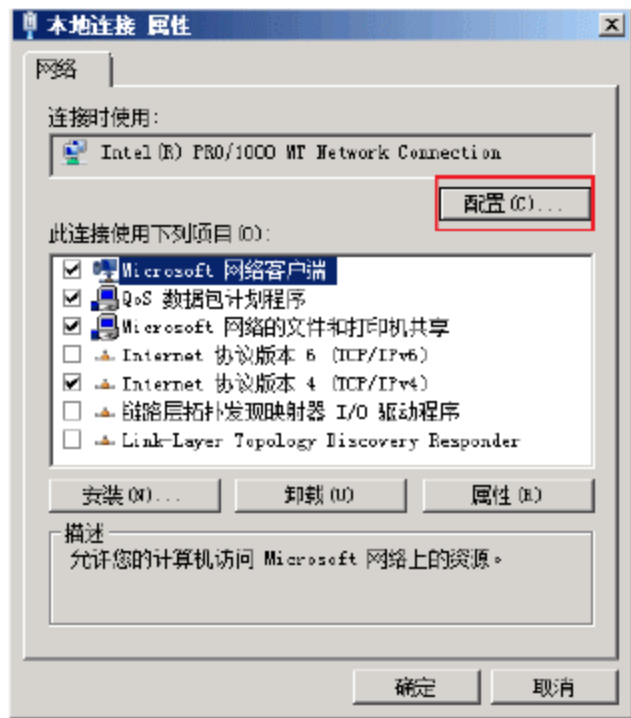 本地连接 属性
网络
连接时使用:
Intel(R) PRO/1000 MT Network Connection
配置(C)...
此连接使用下列项目(O):
Microsoft 网络客户端
QoS 数据包计划程序
Microsoft 网络的文件和打印机共享
Internet 协议版本 6 (TCP/IPv6)
Internet 协议版本 4 (TCP/IPv4)
链路层拓扑发现映射器 I/O 驱动程序
Link-Layer Topology Discovery Responder
安装(N)... 卸载(U) 属性(R)
描述
允许您的计算机访问 Microsoft 网络上的资源。
确定 取消